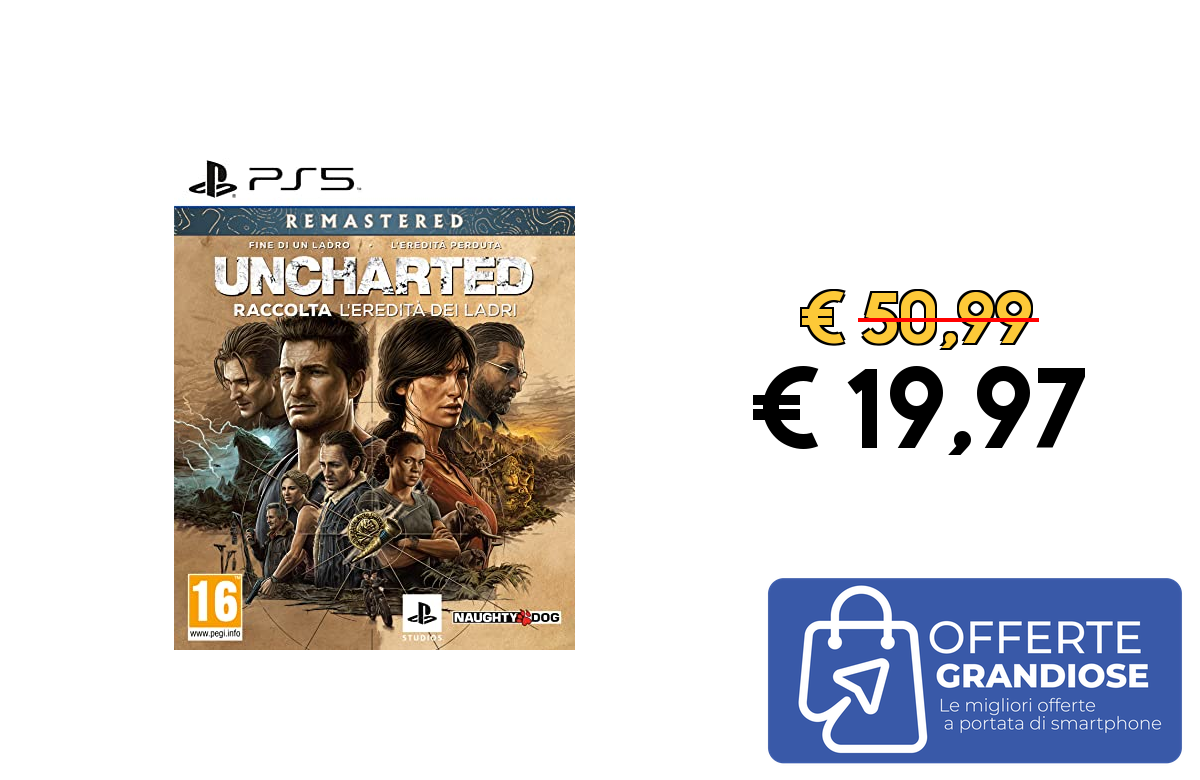 PS5
REMASTERED
FINE DI UN LADRO / • L'EREDITÀ PERDUTA
UNCHARTED
RACCOLTA L'EREDITÀ DEI LADRI
€ 50,99
€ 19,97
16
www.pegi.info
STUDIOS
NAUGHTY DOG
OFFERTE
GRANDIOSE
Le migliori offerte
a portata di smartphone